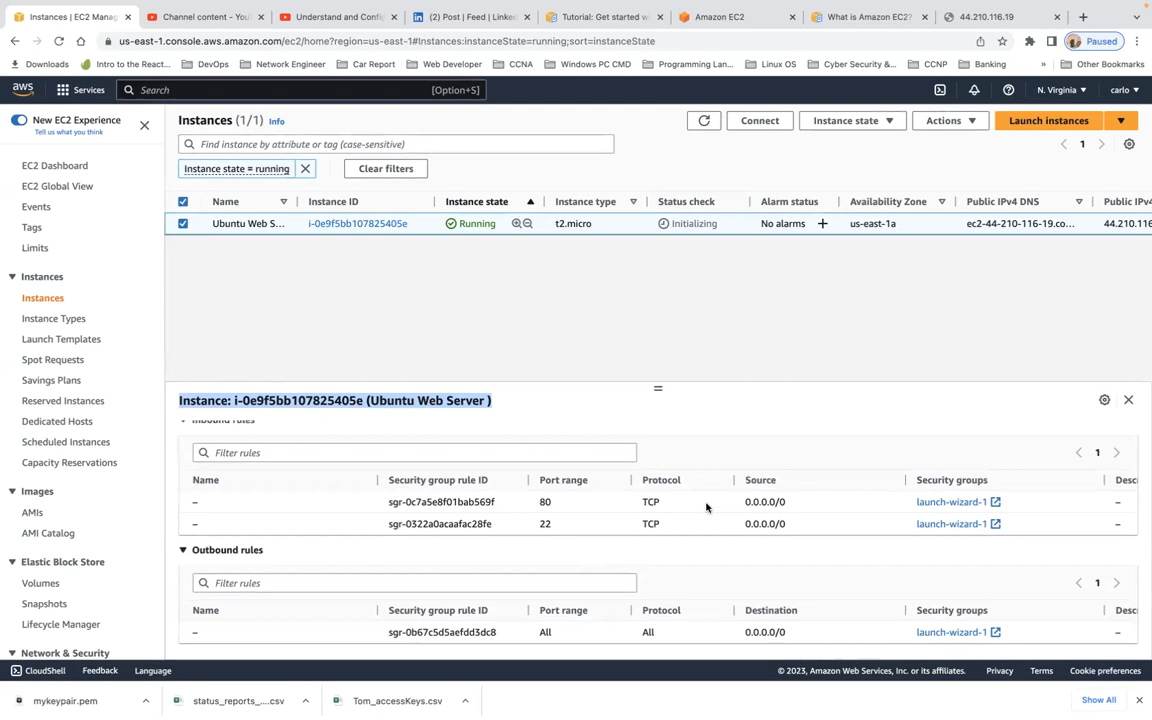 Instances | EC2 Manag
Channel content - You
Understand and Config
(2) Post | Feed | Linke
Tutorial: Get started w
Amazon EC2
What is Amazon EC2?
44.210.116.19
us-east-1.console.aws.amazon.com/ec2/home?region=us-east-1#Instances:instanceState=running;sort=instanceState
Paused
Downloads
Intro to the React...
DevOps
Network Engineer
Car Report
Web Developer
CCNA
Windows PC CMD
Programming Lan...
Linux OS
Cyber Security &...
CCNP
Banking
»
Other Bookmarks
aws
Services
Search
[Option+S]
N. Virginia
carlo
New EC2 Experience
Tell us what you think
EC2 Dashboard
EC2 Global View
Events
Tags
Limits
Instances
Instances
Instance Types
Launch Templates
Spot Requests
Savings Plans
Reserved Instances
Dedicated Hosts
Scheduled Instances
Capacity Reservations
Images
AMIs
AMI Catalog
Elastic Block Store
Volumes
Snapshots
Lifecycle Manager
Network & Security
Instances (1/1) Info
Connect
Instance state
Actions
Launch instances
Find instance by attribute or tag (case-sensitive)
1
Instance state = running
Clear filters
Name Instance ID Instance state Instance type Status check Alarm status Availability Zone Public IPv4 DNS Public IPv4
Ubuntu Web S... i-0e9f5bb107825405e Running t2.micro Initializing No alarms + us-east-1a ec2-44-210-116-19.co... 44.210.116
Instance: i-0e9f5bb107825405e (Ubuntu Web Server )
Inbound rules
Filter rules
1
Name Security group rule ID Port range Protocol Source Security groups Desc
– sgr-0c7a5e8f01bab569f 80 TCP 0.0.0.0/0 launch-wizard-1 –
– sgr-0322a0acaafac28fe 22 TCP 0.0.0.0/0 launch-wizard-1 –
Outbound rules
Filter rules
1
Name Security group rule ID Port range Protocol Destination Security groups Desc
– sgr-0b67c5d5aefdd3dc8 All All 0.0.0.0/0 launch-wizard-1 –
CloudShell
Feedback
Language
© 2023, Amazon Web Services, Inc. or its affiliates.
Privacy
Terms
Cookie preferences
mykeypair.pem
status_reports_....csv
Tom_accessKeys.csv
Show All